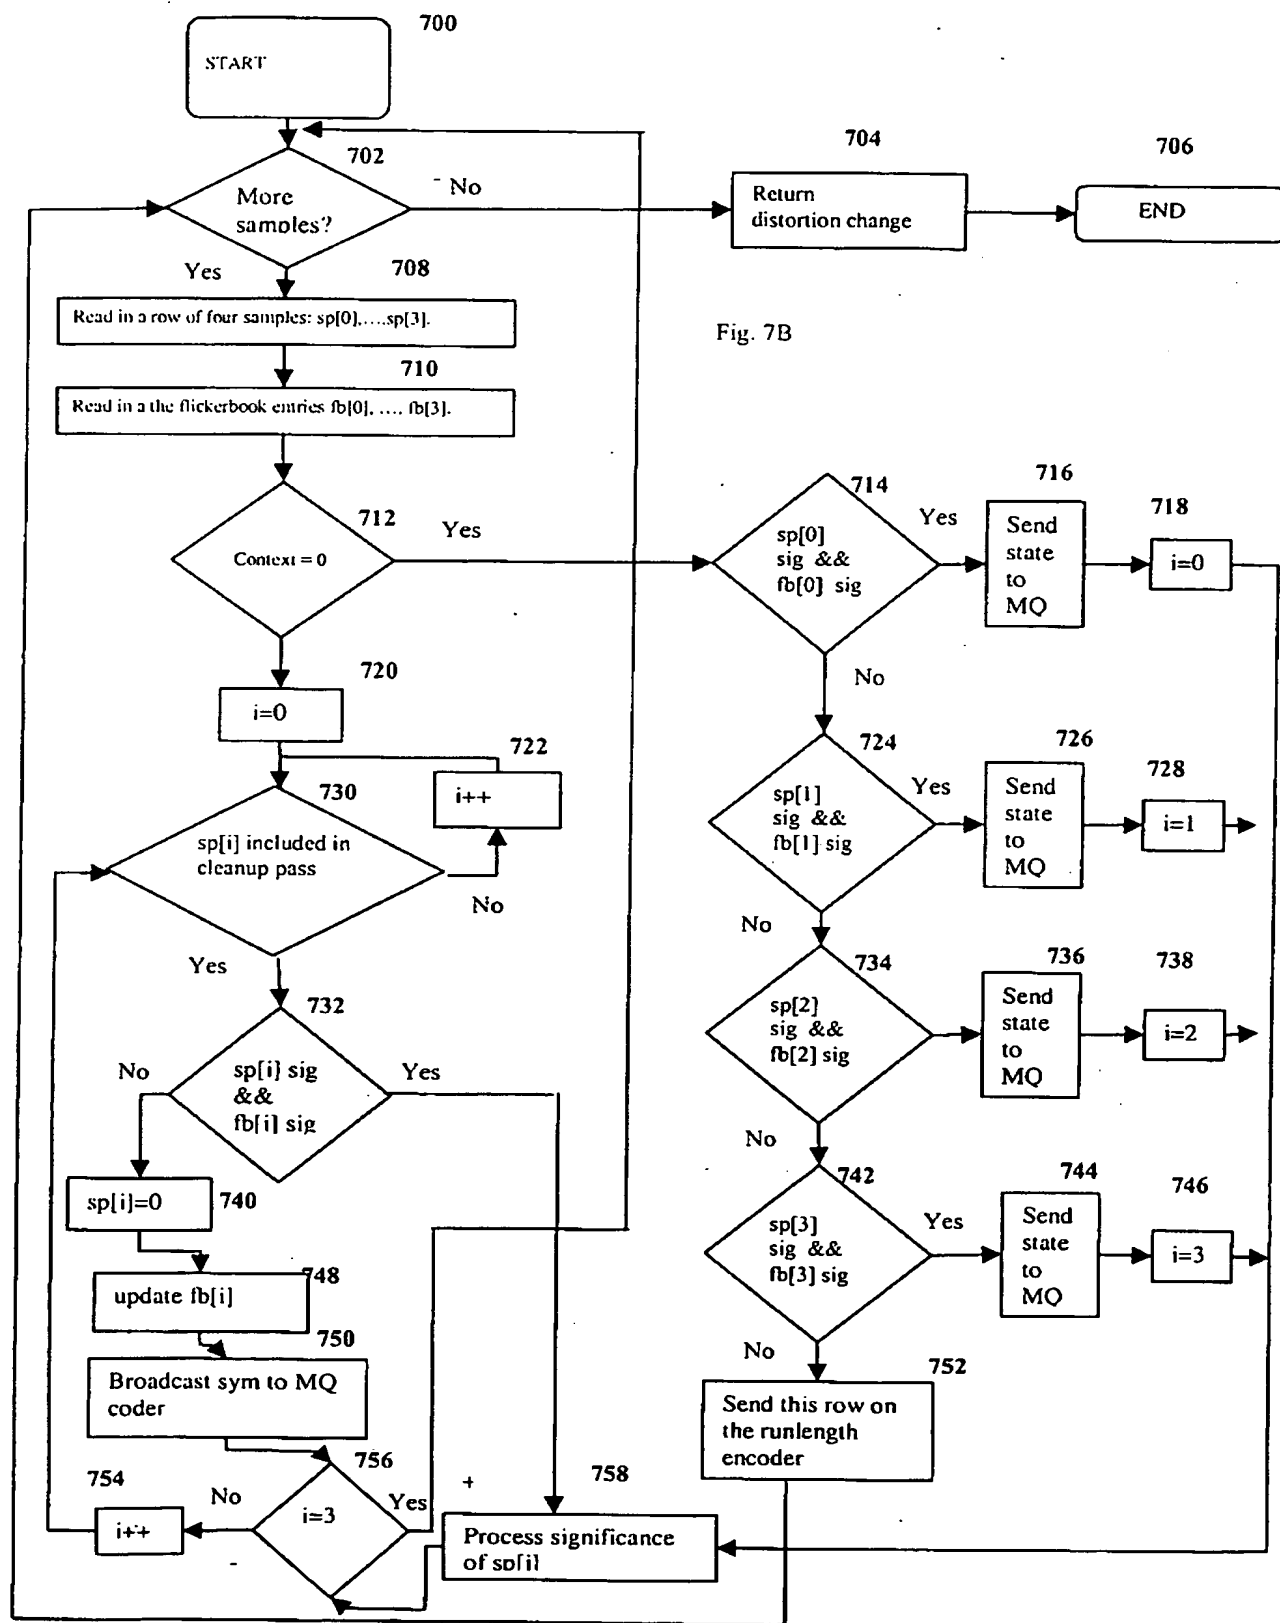 700
START
702
More
samples?
No
704
Return
distortion change
706
END
Yes
708
Read in a row of four samples: sp[0],....,sp[3].
Fig. 7B
710
Read in a the flickerbook entries fb[0], ...., fb[3].
712
Context = 0
Yes
714
sp[0]
sig &&
fb[0] sig
Yes
716
Send
state
to
MQ
718
i=0
720
i=0
No
722
i++
724
sp[1]
sig &&
fb[1] sig
Yes
726
Send
state
to
MQ
728
i=1
730
sp[i] included in
cleanup pass
No
Yes
No
732
sp[i] sig
&&
fb[i] sig
No
Yes
734
sp[2]
sig &&
fb[2] sig
736
Send
state
to
MQ
738
i=2
No
740
sp[i]=0
742
sp[3]
sig &&
fb[3] sig
Yes
744
Send
state
to
MQ
746
i=3
748
update fb[i]
750
Broadcast sym to MQ
coder
No
752
Send this row on
the runlength
encoder
754
i++
No
756
i=3
Yes
+
758
Process significance
of sp[i]